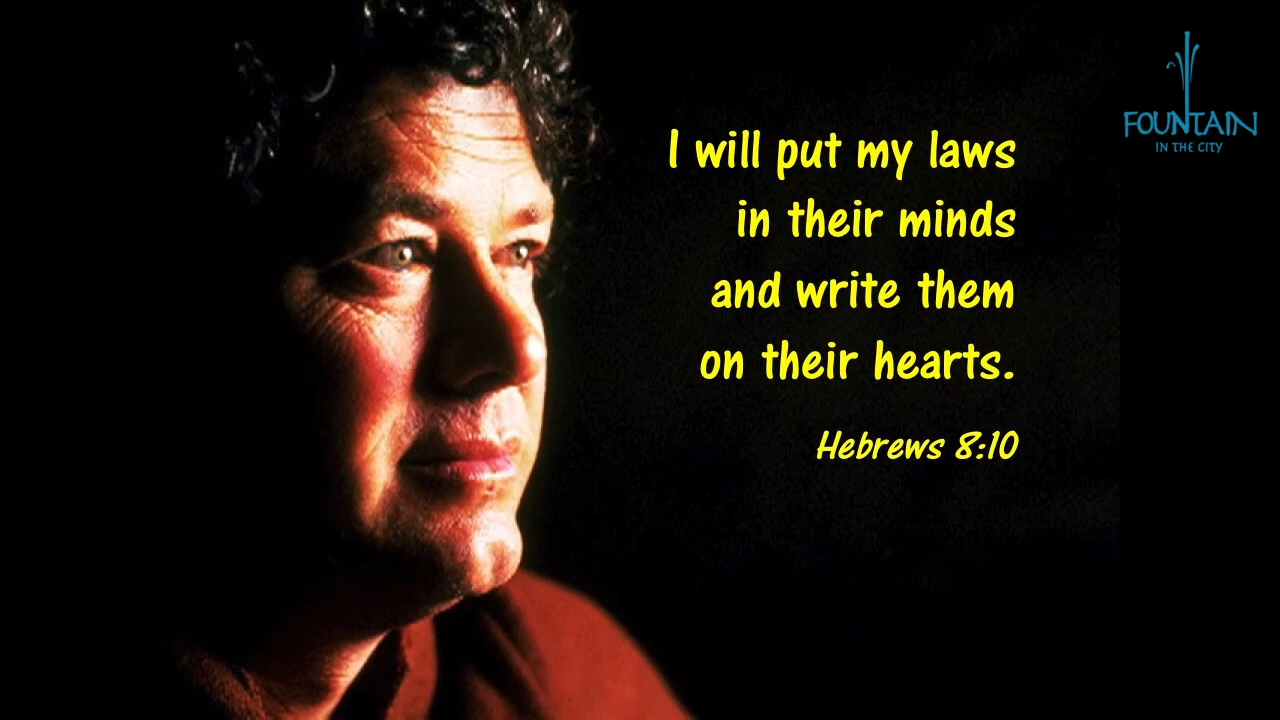 I will put my laws
in their minds
and write them
on their hearts.
Hebrews 8:10
FOUNTAIN
IN THE CITY